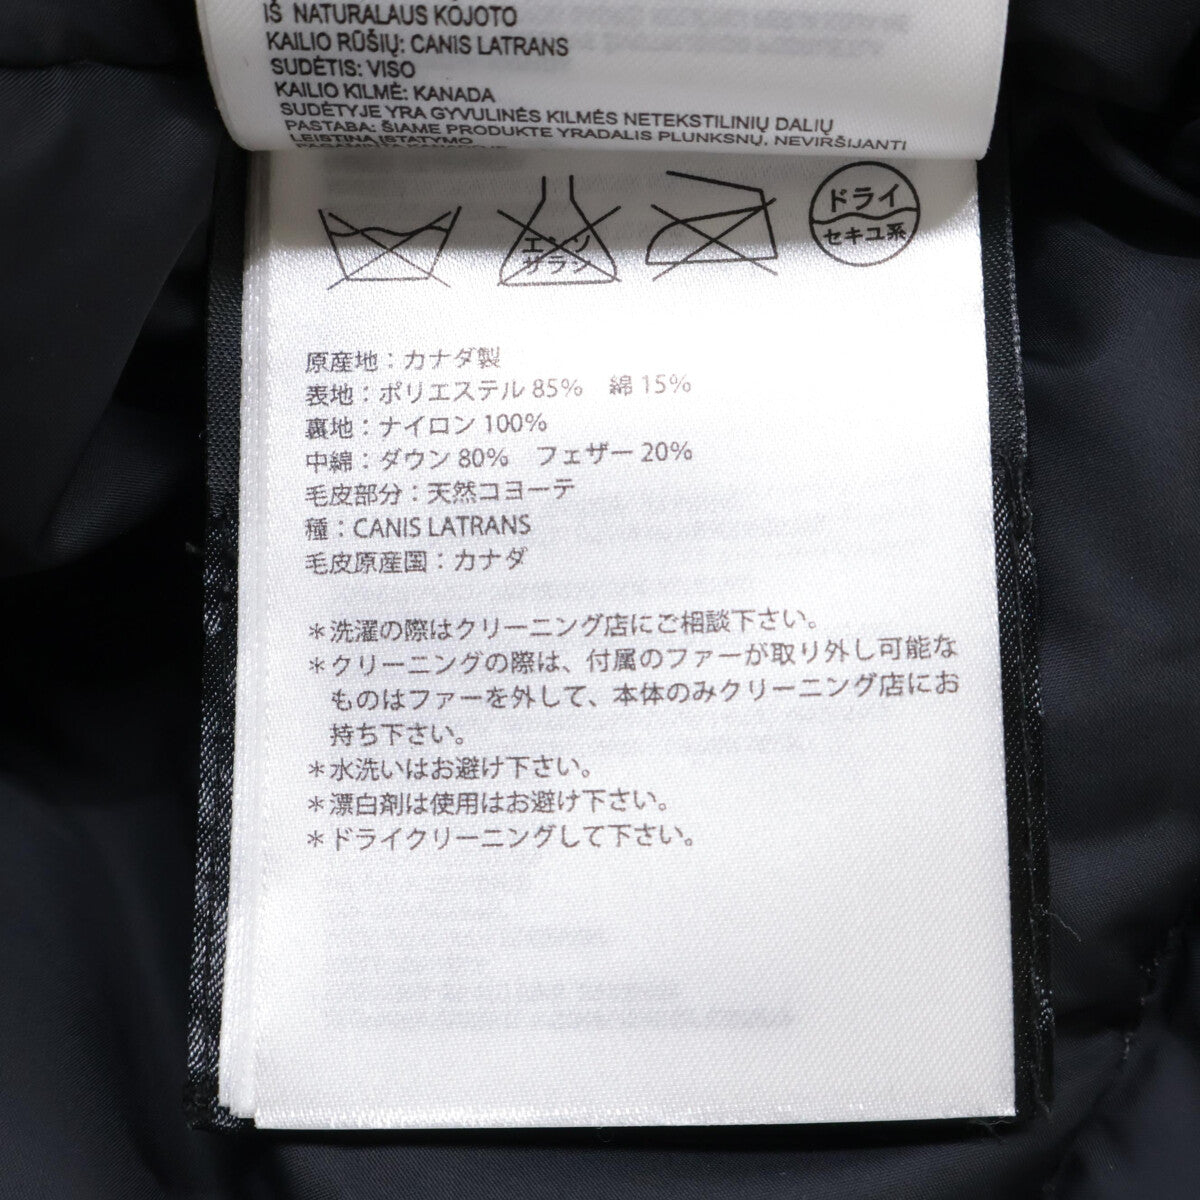 IŠ NATURALAUS KOJOTO
KAILIO RŪŠIŲ: CANIS LATRANS
SUDĖTIS: VISO
KAILIO KILMĖ: KANADA
SUDĖTYJE YRA GYVULINĖS KILMĖS NETEKSTILINIŲ DALIŲ
PASTABA: ŠIAME PRODUKTE YRADALIS PLUNKSNŲ, NEVIRŠIJANTI
LEISTINA ĮSTATYMO
エンソ
サラシ
ドライ
セキユ系
原産地：カナダ製
表地：ポリエステル 85%　綿 15%
裏地：ナイロン 100%
中綿：ダウン 80%　フェザー 20%
毛皮部分：天然コヨーテ
種：CANIS LATRANS
毛皮原産国：カナダ
＊洗濯の際はクリーニング店にご相談下さい。
＊クリーニングの際は、付属のファーが取り外し可能な
ものはファーを外して、本体のみクリーニング店にお
持ち下さい。
＊水洗いはお避け下さい。
＊漂白剤は使用はお避け下さい。
＊ドライクリーニングして下さい。